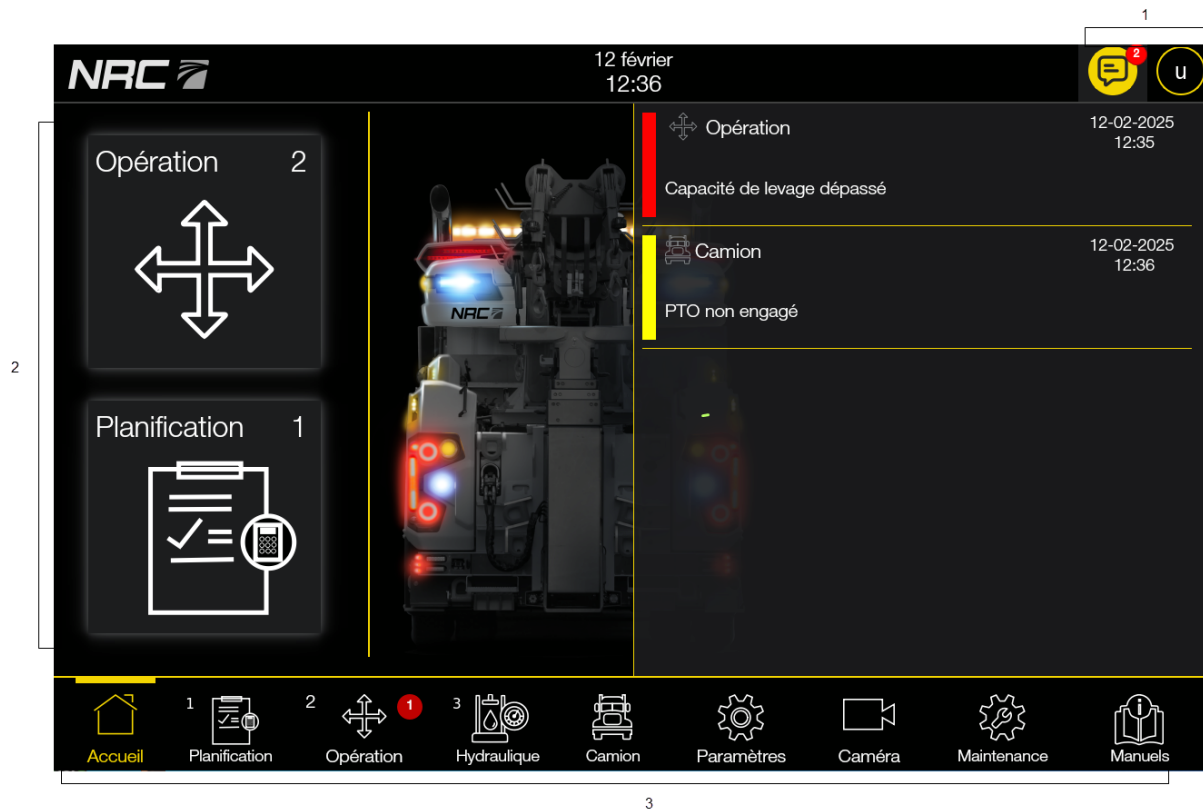 1
NRC
12 février
12:36
2
u
2
Opération 2
NRC
Planification 1
Opération
12-02-2025
12:35
Capacité de levage dépassé
Camion
12-02-2025
12:36
PTO non engagé
Accueil
1 Planification
2 Opération 1
3 Hydraulique
Camion
Paramètres
Caméra
Maintenance
Manuels
3